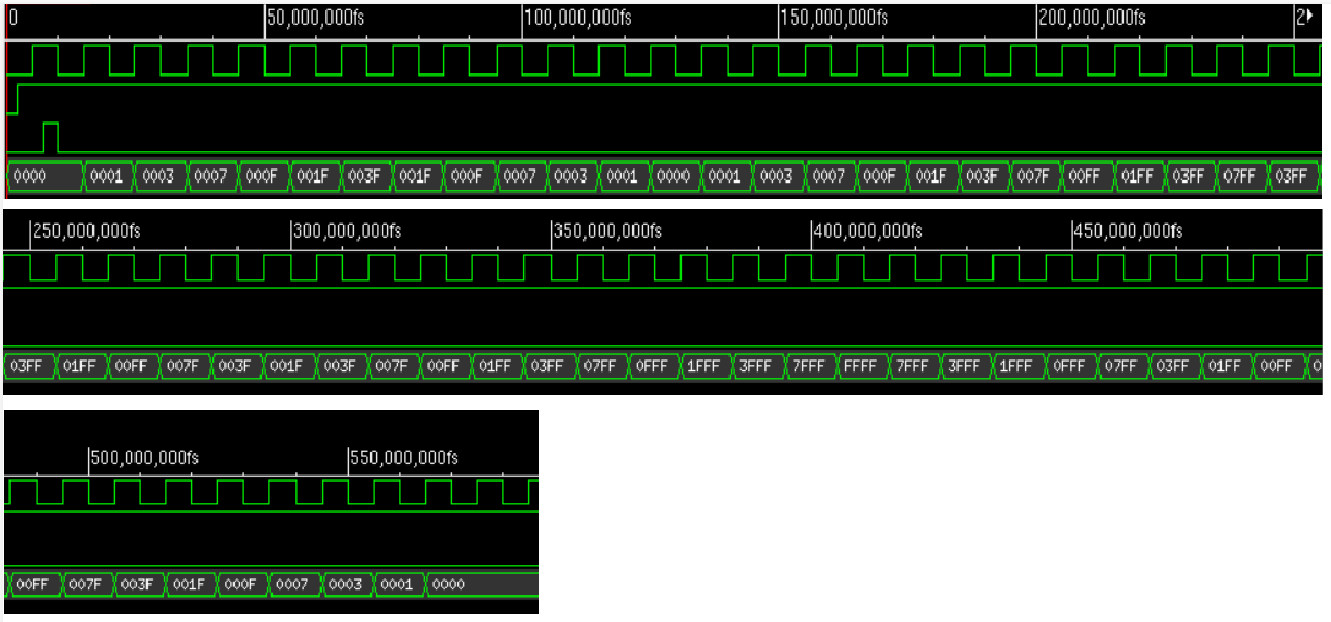 0 50,000,000fs 100,000,000fs 150,000,000fs 200,000,000fs 2
0000 0001 0003 0007 000F 001F 003F 001F 000F 0007 0003 0001 0000 0001 0003 0007 000F 001F 003F 007F 00FF 01FF 03FF 07FF 03FF
250,000,000fs 300,000,000fs 350,000,000fs 400,000,000fs 450,000,000fs
03FF 01FF 00FF 007F 003F 001F 003F 007F 00FF 01FF 03FF 07FF 0FFF 1FFF 3FFF 7FFF FFFF 7FFF 3FFF 1FFF 0FFF 07FF 03FF 01FF 00FF 0
500,000,000fs 550,000,000fs
00FF 007F 003F 001F 000F 0007 0003 0001 0000